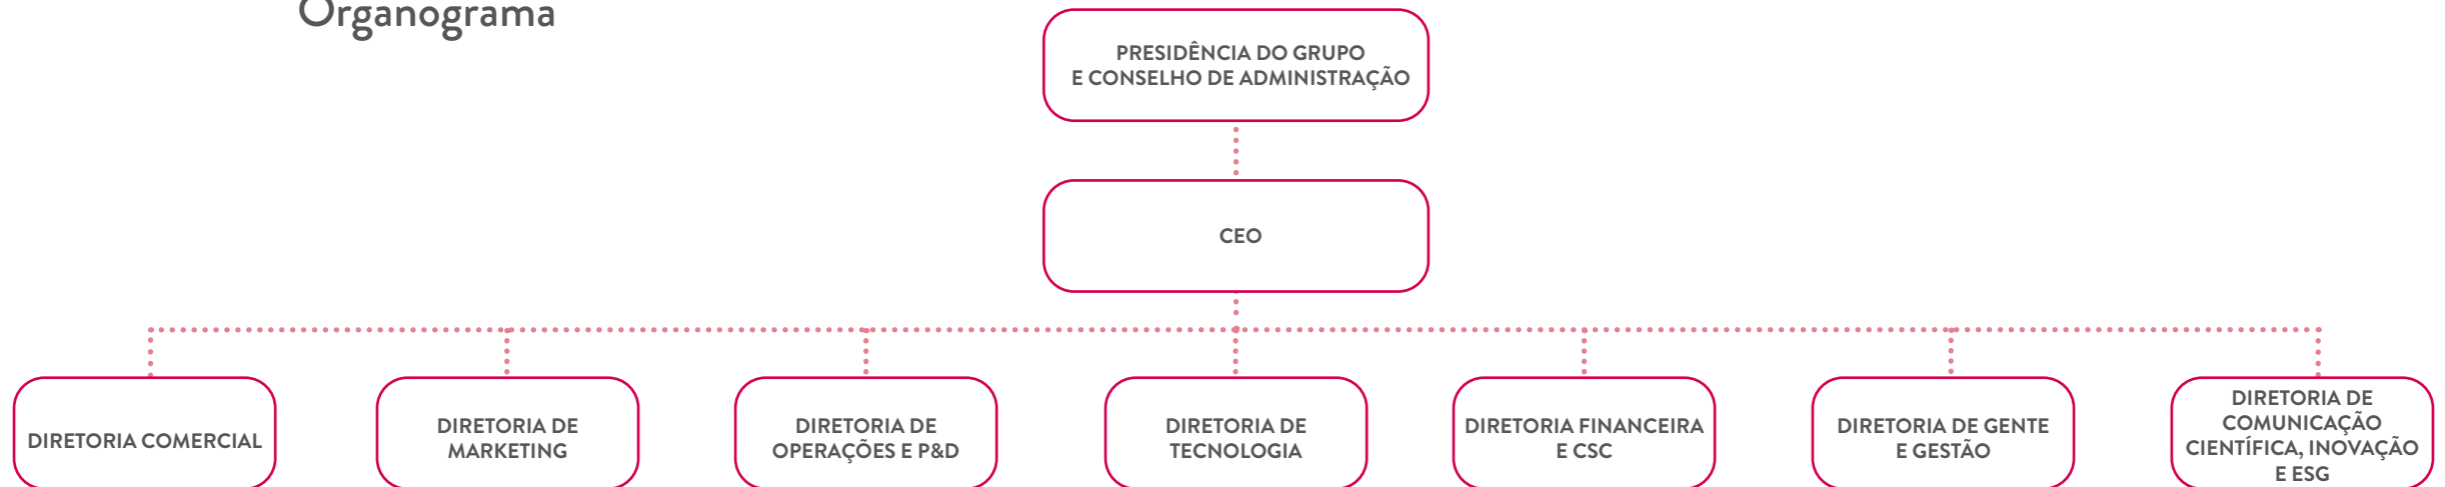 Organograma
PRESIDÊNCIA DO GRUPO
E CONSELHO DE ADMINISTRAÇÃO
CEO
DIRETORIA COMERCIAL
DIRETORIA DE
MARKETING
DIRETORIA DE
OPERAÇÕES E P&D
DIRETORIA DE
TECNOLOGIA
DIRETORIA FINANCEIRA
E CSC
DIRETORIA DE GENTE
E GESTÃO
DIRETORIA DE
COMUNICAÇÃO
CIENTÍFICA, INOVAÇÃO
E ESG